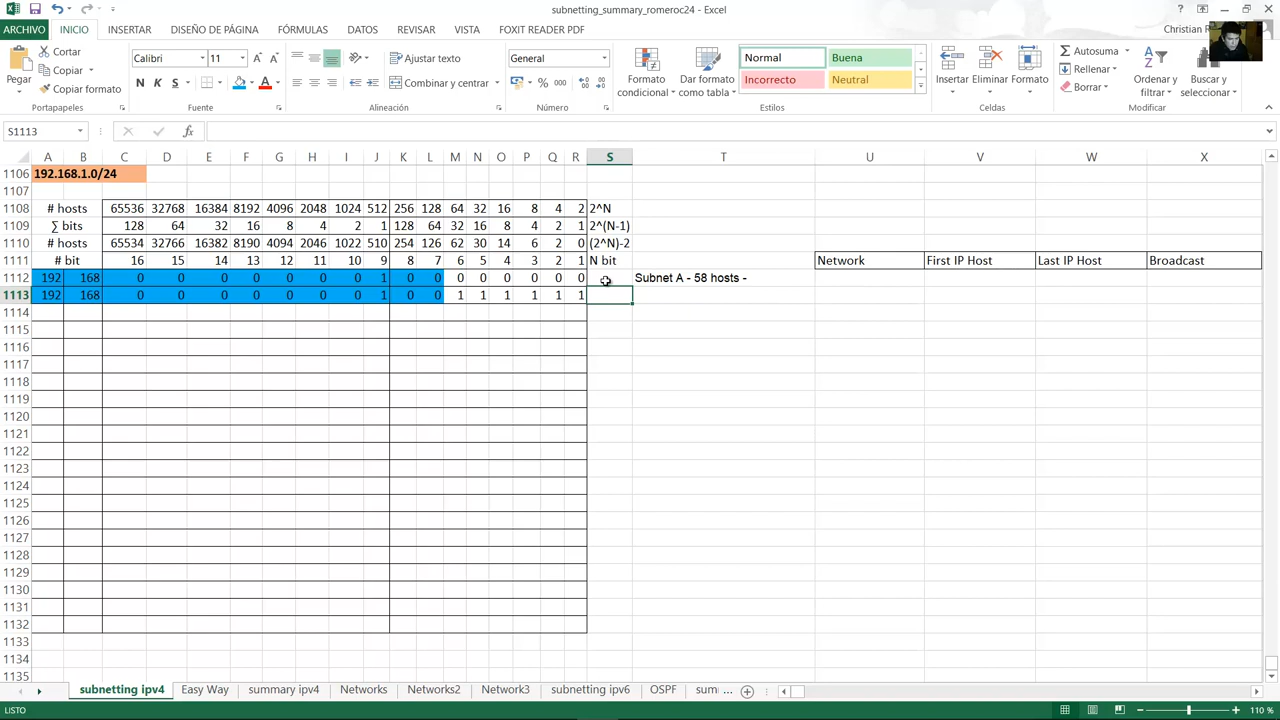 subnetting_summary_romeroc24 - Excel
ARCHIVO INICIO INSERTAR DISEÑO DE PÁGINA FÓRMULAS DATOS REVISAR VISTA FOXIT READER PDF Christian R
Pegar
Cortar
Copiar
Copiar formato
Portapapeles
Calibri 11
N K S
Fuente
Ajustar texto
Combinar y centrar
Alineación
General
% 000
Número
Formato condicional
Dar formato como tabla
Normal Buena
Incorrecto Neutral
Estilos
Insertar Eliminar Formato
Celdas
Autosuma
Rellenar
Borrar
Ordenar y filtrar
Buscar y seleccionar
Modificar
S1113 fx
A B C D E F G H I J K L M N O P Q R S T U V W X
1106 192.168.1.0/24
1107
1108 # hosts 65536 32768 16384 8192 4096 2048 1024 512 256 128 64 32 16 8 4 2 2^N
1109 ∑ bits 128 64 32 16 8 4 2 1 128 64 32 16 8 4 2 1 2^(N-1)
1110 # hosts 65534 32766 16382 8190 4094 2046 1022 510 254 126 62 30 14 6 2 0 (2^N)-2
1111 # bit 16 15 14 13 12 11 10 9 8 7 6 5 4 3 2 1 N bit Network First IP Host Last IP Host Broadcast
1112 192 168 0 0 0 0 0 0 0 1 0 0 0 0 0 0 0 0 Subnet A - 58 hosts -
1113 192 168 0 0 0 0 0 0 0 1 0 0 1 1 1 1 1 1
1114
1115
1116
1117
1118
1119
1120
1121
1122
1123
1124
1125
1126
1127
1128
1129
1130
1131
1132
1133
1134
1135
subnetting ipv4 Easy Way summary ipv4 Networks Networks2 Network3 subnetting ipv6 OSPF sum ...
LISTO 110 %